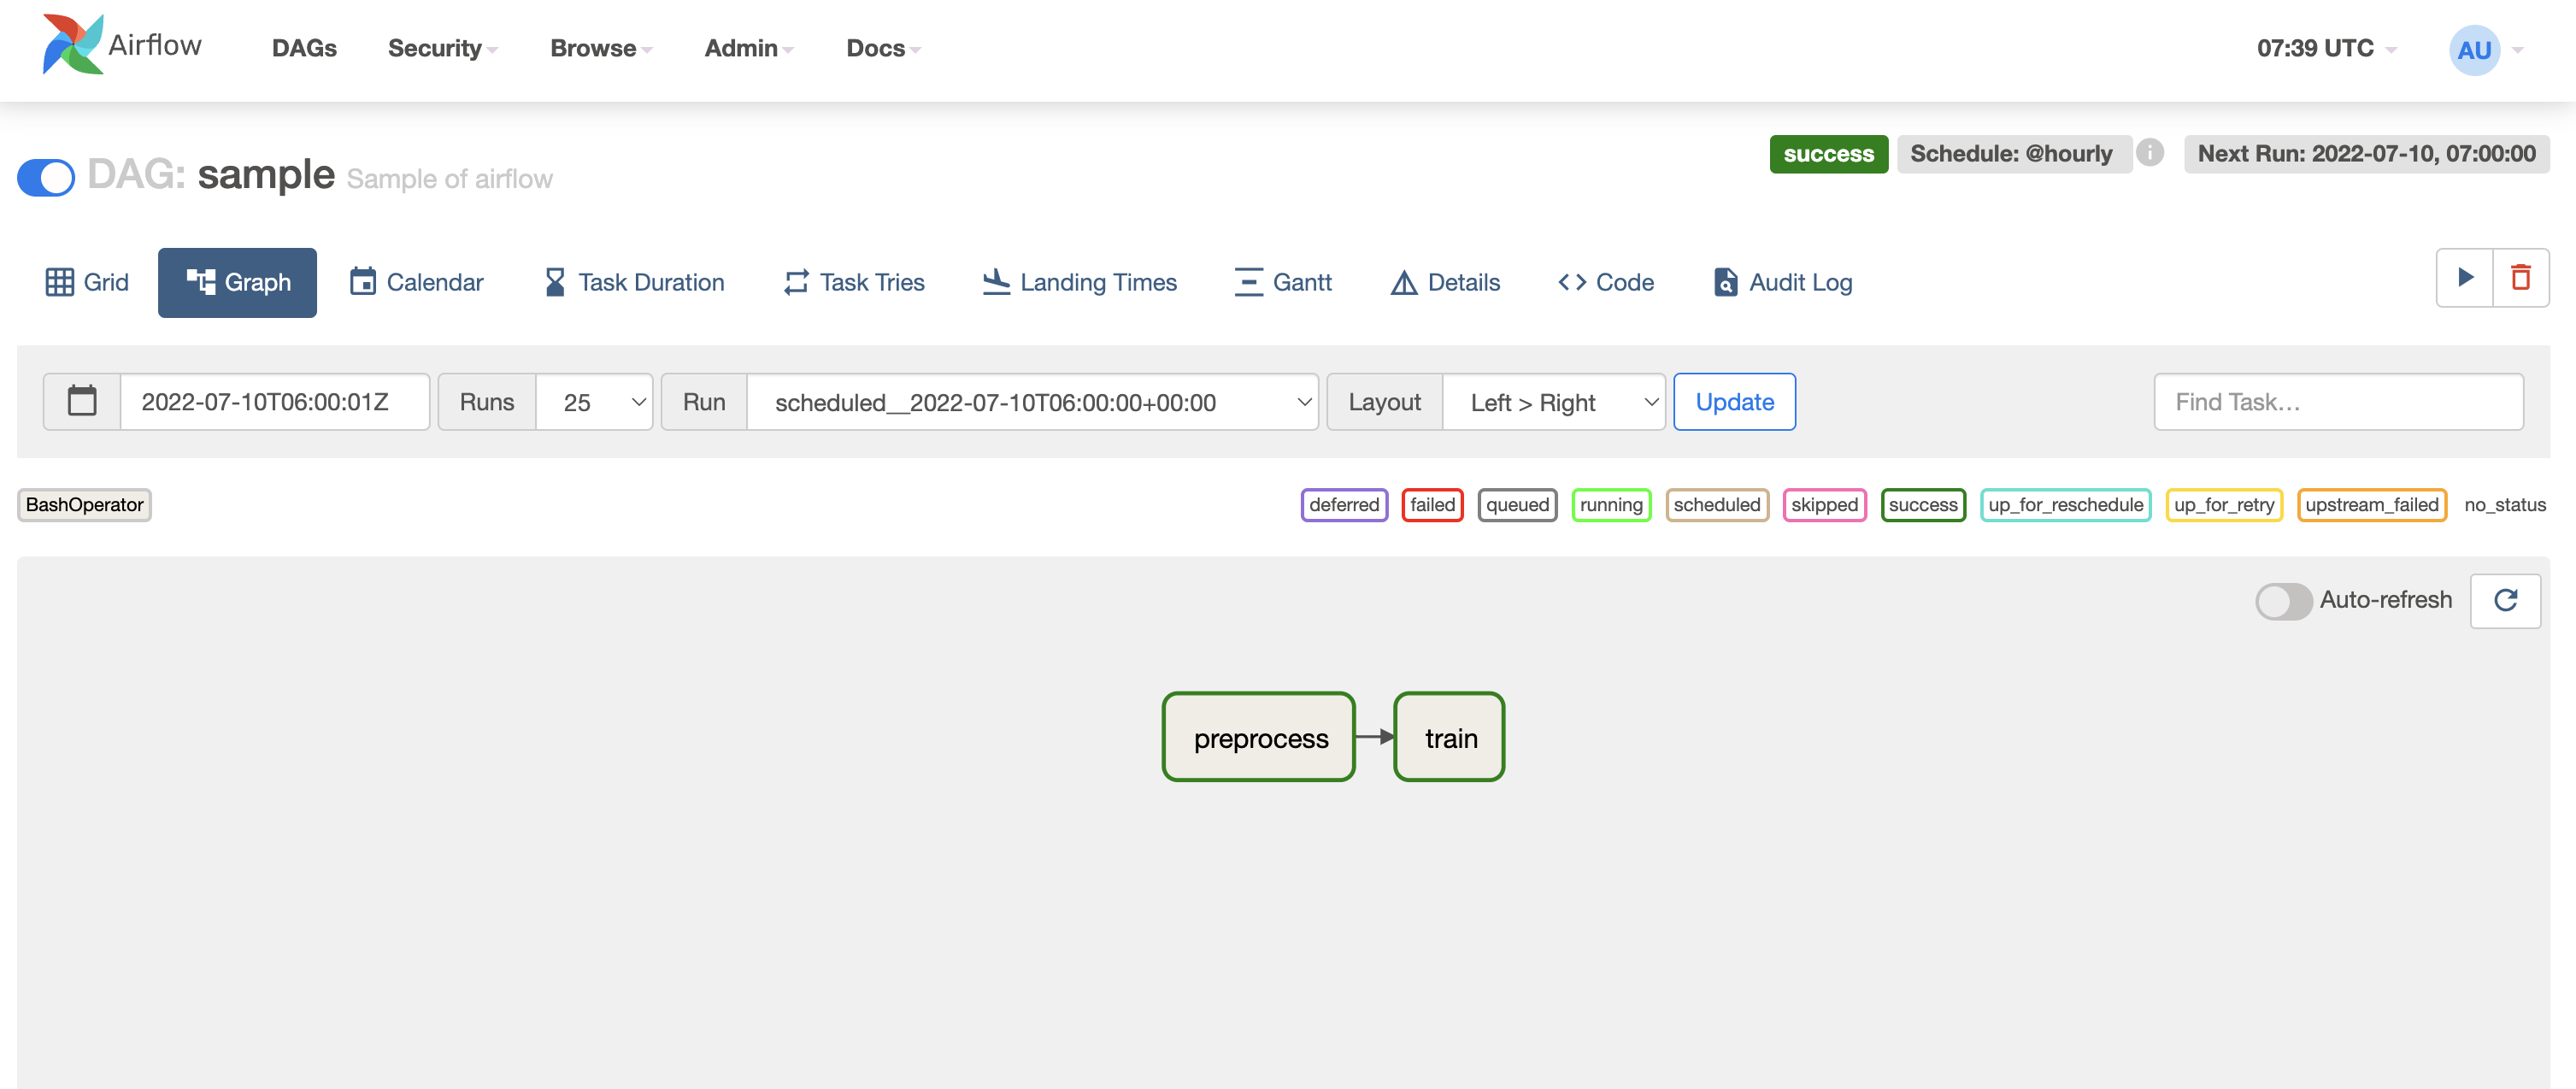 Airflow DAGs Security Browse Admin Docs 07:39 UTC AU
DAG: sample Sample of airflow success Schedule: @hourly i Next Run: 2022-07-10, 07:00:00
Grid Graph Calendar Task Duration Task Tries Landing Times Gantt Details Code Audit Log
2022-07-10T06:00:01Z Runs 25 Run scheduled__2022-07-10T06:00:00+00:00 Layout Left > Right Update Find Task…
BashOperator deferred failed queued running scheduled skipped success up_for_reschedule up_for_retry upstream_failed no_status
Auto-refresh
preprocess train